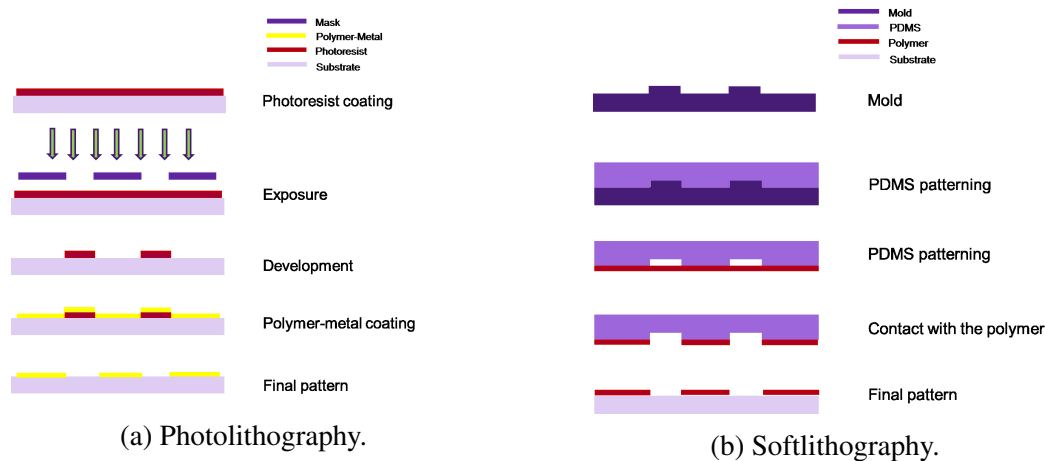 Mask
Polymer-Metal
Photoresist
Substrate
Photoresist coating
Exposure
Development
Polymer-metal coating
Final pattern
(a) Photolithography.
Mold
PDMS
Polymer
Substrate
Mold
PDMS patterning
PDMS patterning
Contact with the polymer
Final pattern
(b) Softlithography.